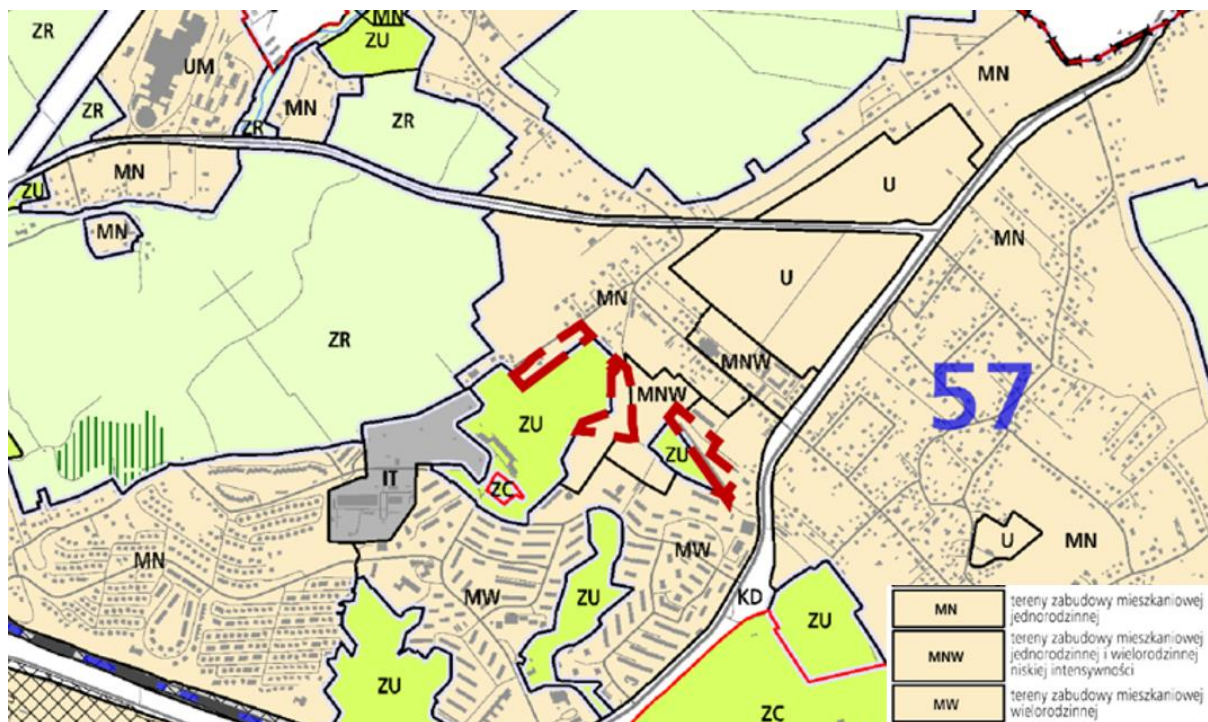 ZR
MN
ZU
UM
MN
ZR
MN
ZR
ZR
MN
U
MN
ZU
MN
U
MN
ZR
MNW
MNW
57
ZU
ZU
ZC
IT
MN
MW
MW
U
MN
ZU
KD
ZU
ZU
ZC
MN tereny zabudowy mieszkaniowej
jednorodzinnej
MNW tereny zabudowy mieszkaniowej
jednorodzinnej i wielorodzinnej
niskiej intensywności
MW tereny zabudowy mieszkaniowej
wielorodzinnej